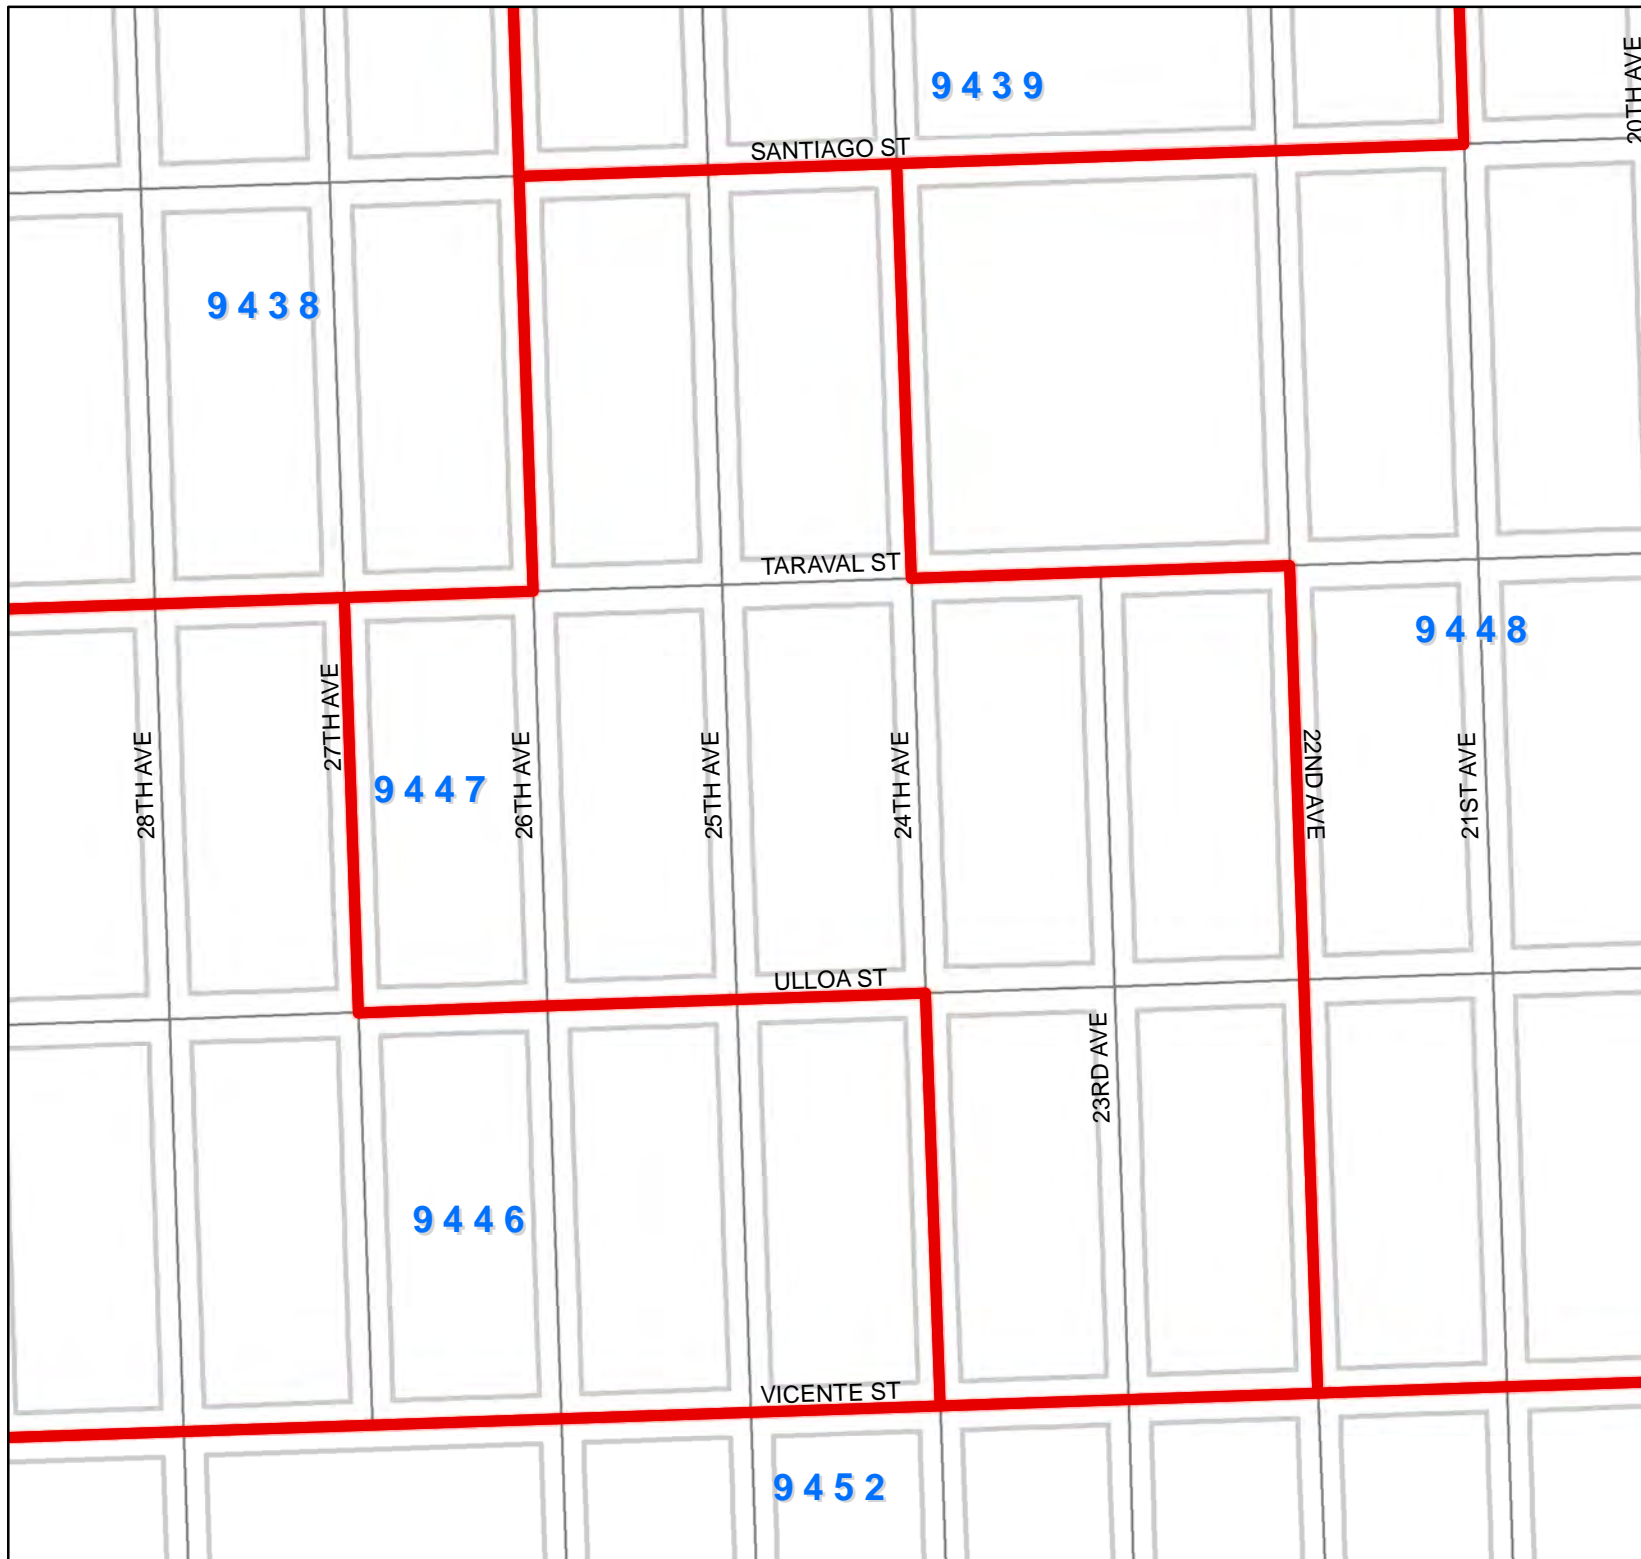 9439
20TH AVE
SANTIAGO ST
9438
TARAVAL ST
9448
27TH AVE
28TH AVE
9447
26TH AVE
25TH AVE
24TH AVE
22ND AVE
21ST AVE
ULLOA ST
23RD AVE
9446
VICENTE ST
9452